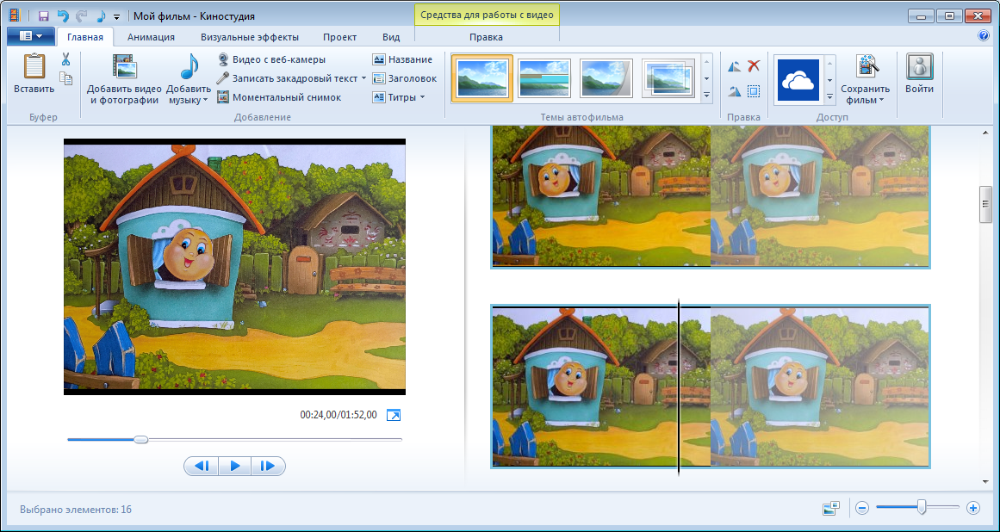 Мой фильм - Киностудия
Средства для работы с видео
Главная
Анимация
Визуальные эффекты
Проект
Вид
Правка
Вставить
Буфер
Добавить видео
и фотографии
Добавить
музыку
Видео с веб-камеры
Записать закадровый текст
Моментальный снимок
Название
Заголовок
Титры
Добавление
Темы автофильма
Правка
Сохранить
фильм
Доступ
Войти
00:24,00/01:52,00
Выбрано элементов: 16